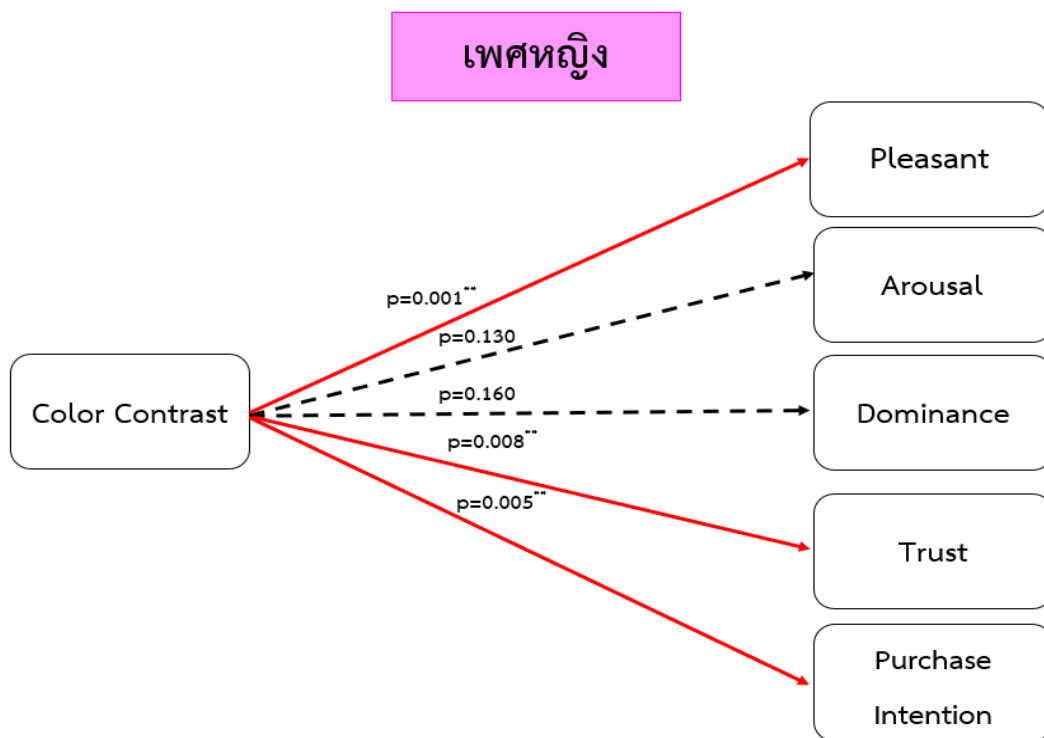 เพศหญิง
Pleasant
p=0.001**
Arousal
p=0.130
Color Contrast
p=0.160
Dominance
p=0.008**
p=0.005**
Trust
Purchase
Intention